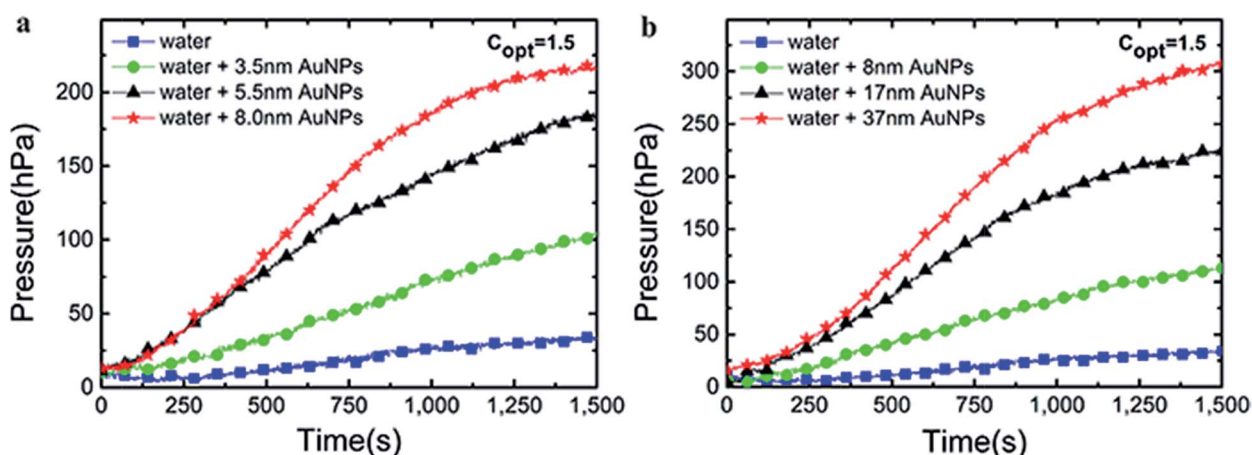 a
C_opt=1.5
water
water + 3.5nm AuNPs
water + 5.5nm AuNPs
water + 8.0nm AuNPs
Pressure(hPa)
200
150
100
50
0
0 250 500 750 1,000 1,250 1,500
Time(s)
b
C_opt=1.5
water
water + 8nm AuNPs
water + 17nm AuNPs
water + 37nm AuNPs
Pressure(hPa)
300
250
200
150
100
50
0
0 250 500 750 1,000 1,250 1,500
Time(s)